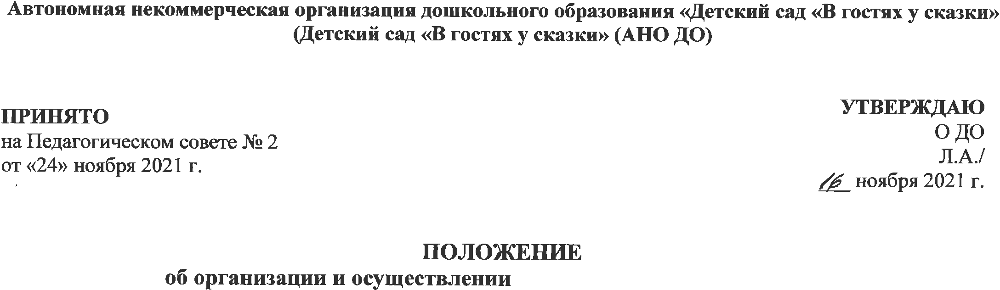 Автономная некоммерческая организация дошкольного образования «Детский сад «В гостях у сказки»
(Детский сад «В гостях у сказки» (АНО ДО)
ПРИНЯТО
на Педагогическом совете № 2
от «24» ноября 2021 г.
УТВЕРЖДАЮ
О ДО
Л.А./
16 ноября 2021 г.
ПОЛОЖЕНИЕ
об организации и осуществлении